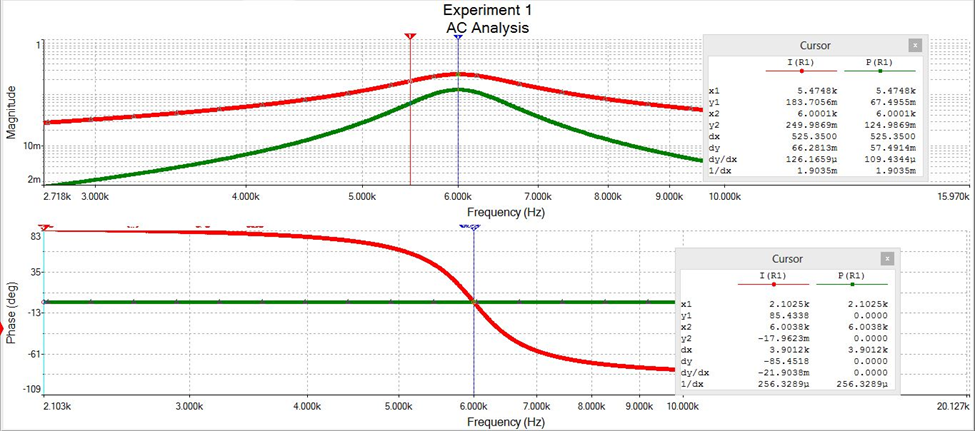 Experiment 1
AC Analysis
1
10m
2m
Magnitude
2.718k 3.000k 4.000k 5.000k 6.000k 7.000k 8.000k 9.000k 10.000k 15.970k
Frequency (Hz)
Cursor x
I(R1) P(R1)
x1 5.4748k 5.4748k
y1 183.7056m 67.4955m
x2 6.0001k 6.0001k
y2 249.9869m 124.9869m
dx 525.3500 525.3500
dy 66.2813m 57.4914m
dy/dx 126.1659µ 109.4344µ
1/dx 1.9035m 1.9035m
83
35
-13
-61
-109
Phase (deg)
2.103k 3.000k 4.000k 5.000k 6.000k 7.000k 8.000k 9.000k 10.000k 20.127k
Frequency (Hz)
Cursor x
I(R1) P(R1)
x1 2.1025k 2.1025k
y1 85.4338 0.0000
x2 6.0038k 6.0038k
y2 -17.9623m 0.0000
dx 3.9012k 3.9012k
dy -85.4518 0.0000
dy/dx -21.9038m 0.0000
1/dx 256.3289µ 256.3289µ